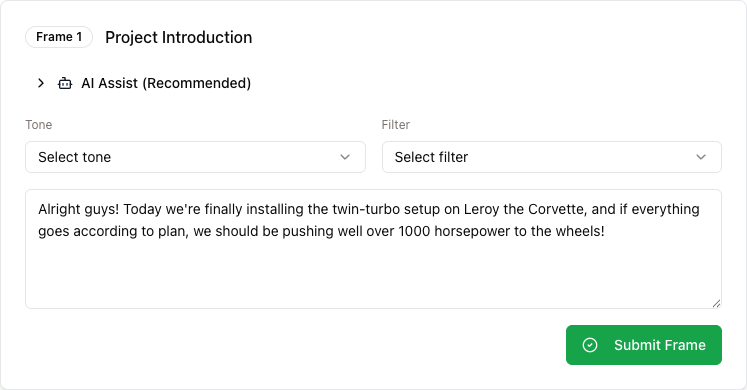 Frame 1 Project Introduction
AI Assist (Recommended)
Tone Filter
Select tone Select filter
Alright guys! Today we're finally installing the twin-turbo setup on Leroy the Corvette, and if everything
goes according to plan, we should be pushing well over 1000 horsepower to the wheels!
Submit Frame